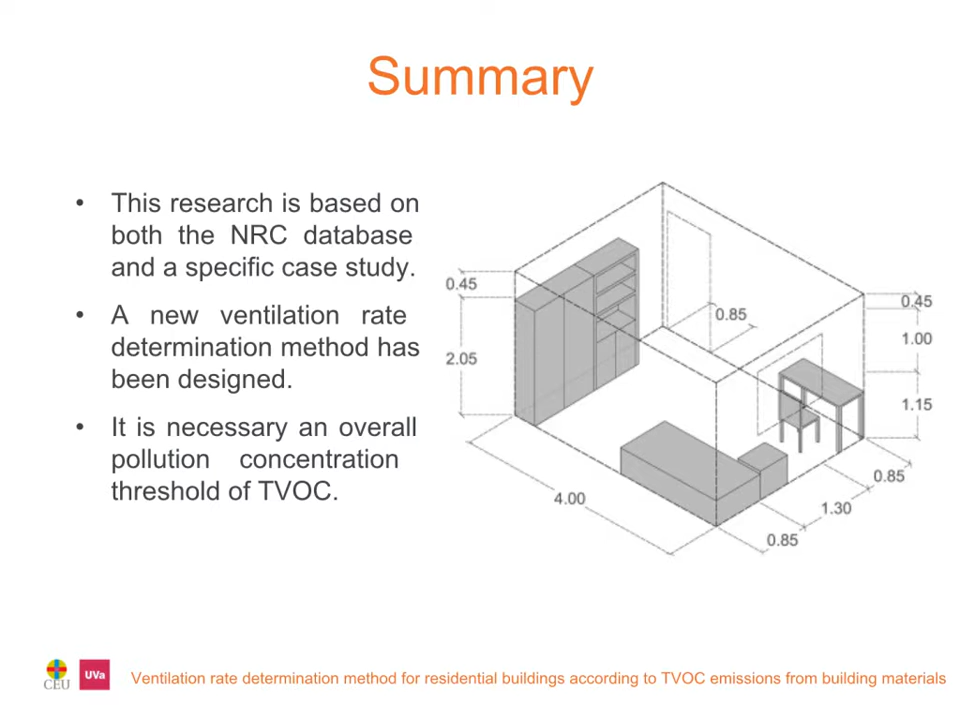 Summary
• This research is based on
both the NRC database
and a specific case study.
• A new ventilation rate
determination method has
been designed.
• It is necessary an overall
pollution concentration
threshold of TVOC.
0.45
2.05
0.85
0.45
1.00
1.15
4.00
0.85
1.30
0.85
CEU
UVa
Ventilation rate determination method for residential buildings according to TVOC emissions from building materials